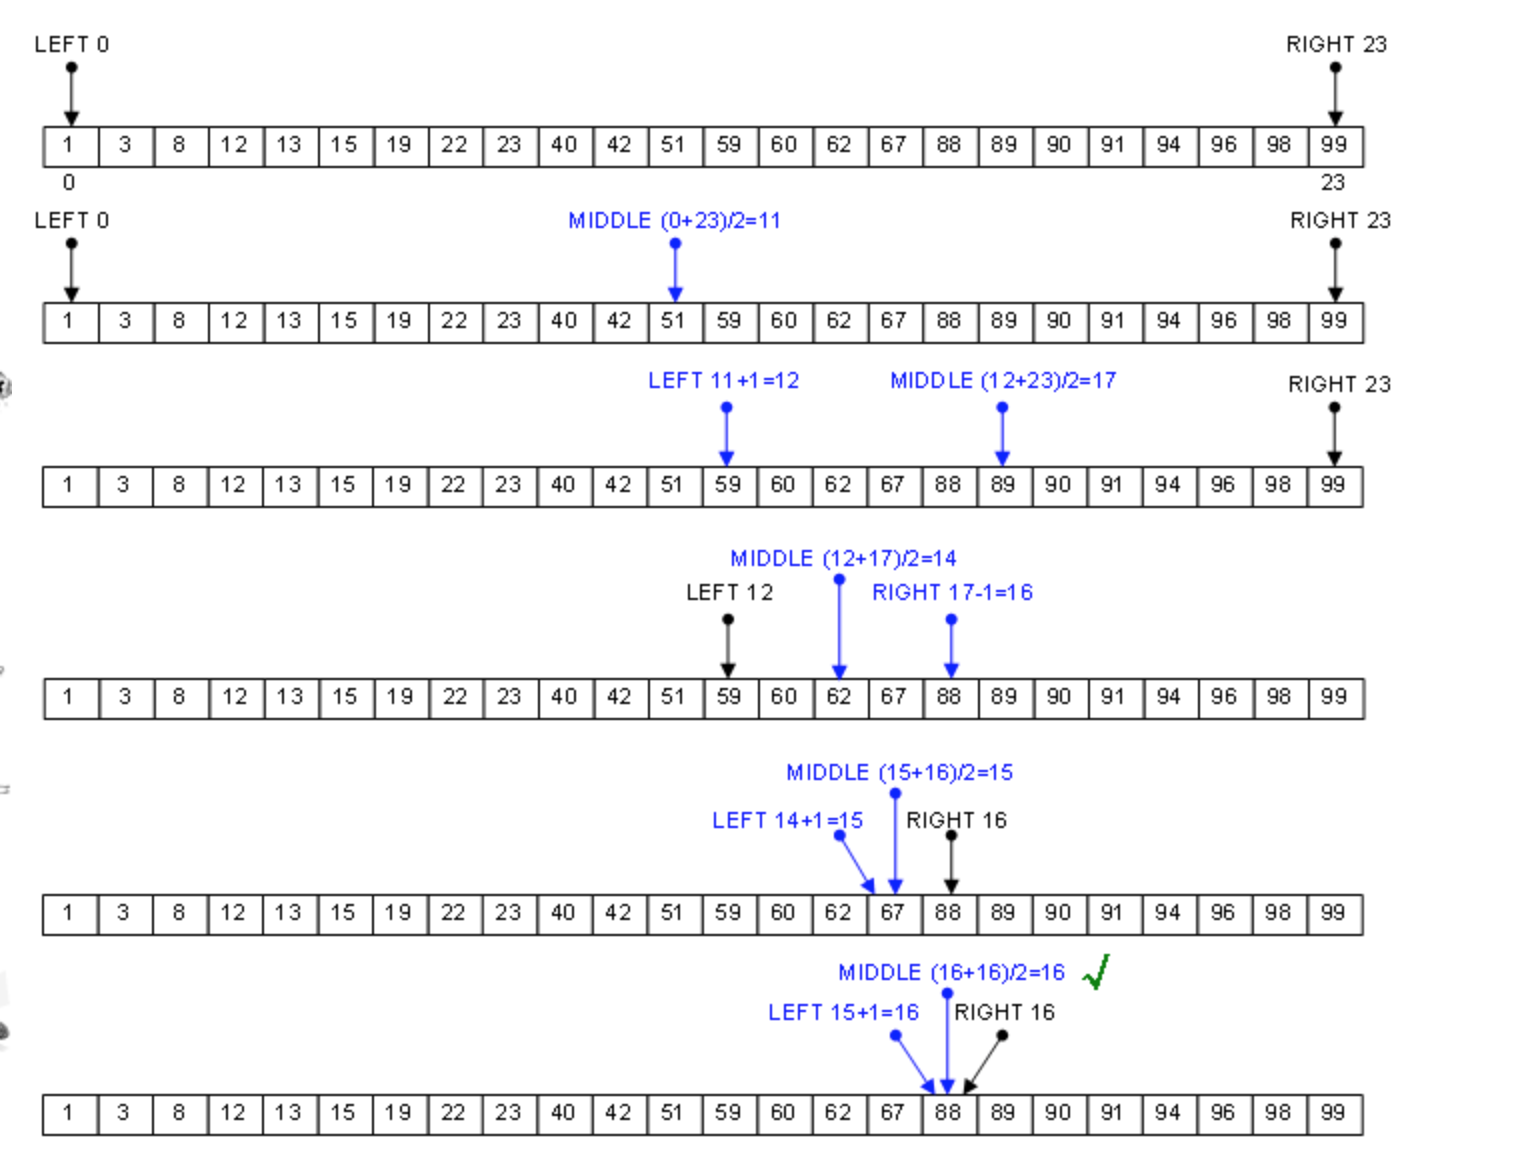 LEFT 0 RIGHT 23
1 3 8 12 13 15 19 22 23 40 42 51 59 60 62 67 88 89 90 91 94 96 98 99
0 23
LEFT 0 MIDDLE (0+23)/2=11 RIGHT 23
1 3 8 12 13 15 19 22 23 40 42 51 59 60 62 67 88 89 90 91 94 96 98 99
LEFT 11+1=12 MIDDLE (12+23)/2=17 RIGHT 23
1 3 8 12 13 15 19 22 23 40 42 51 59 60 62 67 88 89 90 91 94 96 98 99
MIDDLE (12+17)/2=14
LEFT 12 RIGHT 17-1=16
1 3 8 12 13 15 19 22 23 40 42 51 59 60 62 67 88 89 90 91 94 96 98 99
MIDDLE (15+16)/2=15
LEFT 14+1=15 RIGHT 16
1 3 8 12 13 15 19 22 23 40 42 51 59 60 62 67 88 89 90 91 94 96 98 99
MIDDLE (16+16)/2=16
LEFT 15+1=16 RIGHT 16
1 3 8 12 13 15 19 22 23 40 42 51 59 60 62 67 88 89 90 91 94 96 98 99